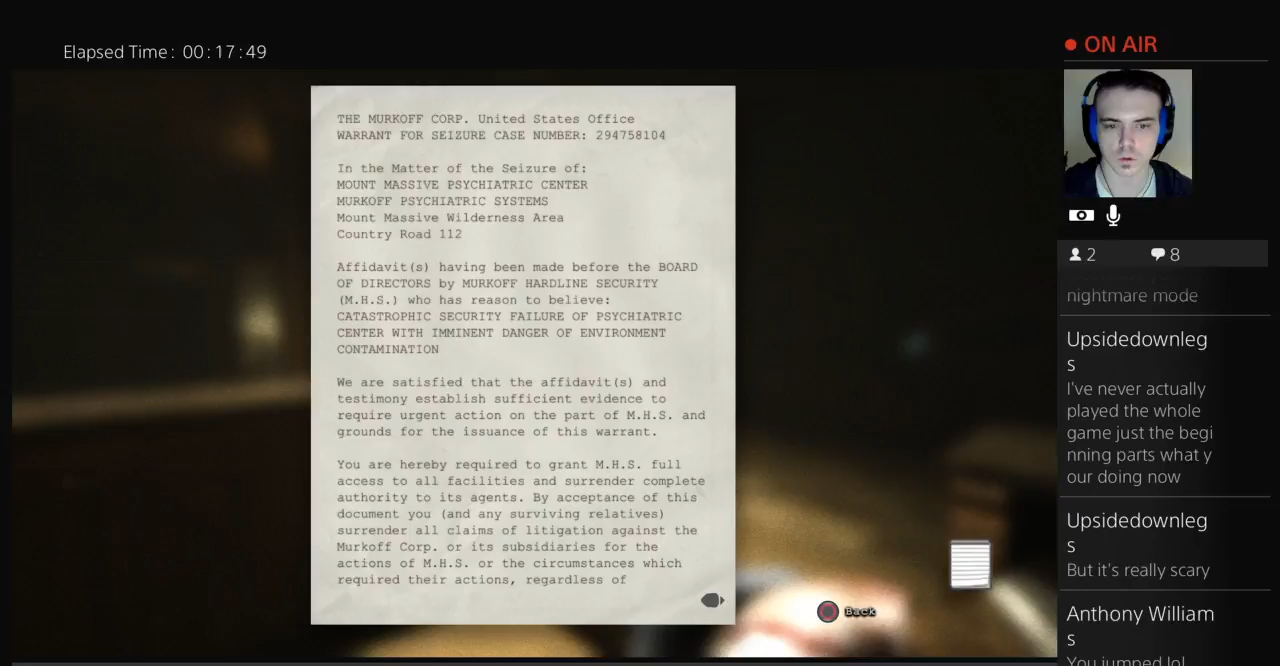 Elapsed Time: 00:17:49
ON AIR
THE MURKOFF CORP. United States Office
WARRANT FOR SEIZURE CASE NUMBER: 294758104
In the Matter of the Seizure of:
MOUNT MASSIVE PSYCHIATRIC CENTER
MURKOFF PSYCHIATRIC SYSTEMS
Mount Massive Wilderness Area
Country Road 112
Affidavit(s) having been made before the BOARD
OF DIRECTORS by MURKOFF HARDLINE SECURITY
(M.H.S.) who has reason to believe:
CATASTROPHIC SECURITY FAILURE OF PSYCHIATRIC
CENTER WITH IMMINENT DANGER OF ENVIRONMENT
CONTAMINATION
We are satisfied that the affidavit(s) and
testimony establish sufficient evidence to
require urgent action on the part of M.H.S. and
grounds for the issuance of this warrant.
You are hereby required to grant M.H.S. full
access to all facilities and surrender complete
authority to its agents. By acceptance of this
document you (and any surviving relatives)
surrender all claims of litigation against the
Murkoff Corp. or its subsidiaries for the
actions of M.H.S. or the circumstances which
required their actions, regardless of
Back
2
8
nightmare mode
Upsidedownleg
s
I've never actually
played the whole
game just the begi
nning parts what y
our doing now
Upsidedownleg
s
But it's really scary
Anthony William
s
You jumped lol